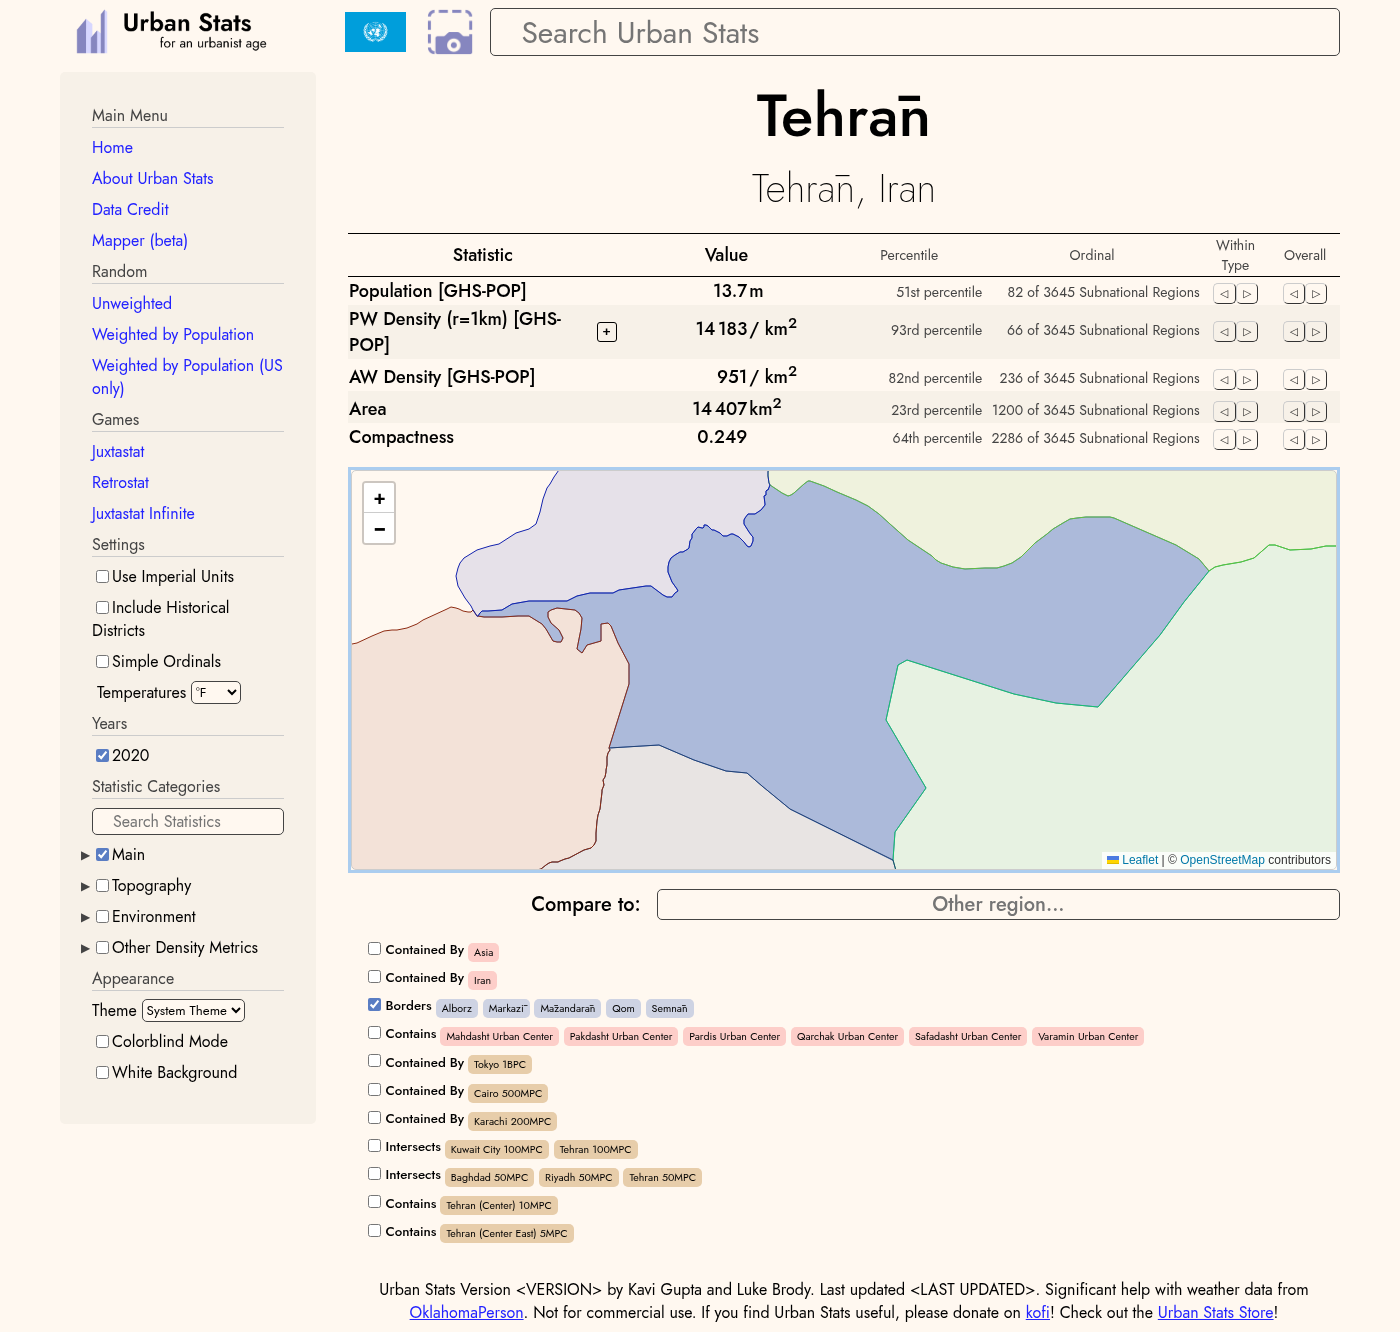 Urban Stats
for an urbanist age
Search Urban Stats
Main Menu
Home
About Urban Stats
Data Credit
Mapper (beta)
Random
Unweighted
Weighted by Population
Weighted by Population (US
only)
Games
Juxtastat
Retrostat
Juxtastat Infinite
Settings
Use Imperial Units
Include Historical
Districts
Simple Ordinals
Temperatures °F
Years
2020
Statistic Categories
Search Statistics
Main
Topography
Environment
Other Density Metrics
Appearance
Theme System Theme
Colorblind Mode
White Background
Tehrān
Tehrān, Iran
Statistic Value Percentile Ordinal Within Type Overall
Population [GHS-POP] 13.7 m 51st percentile 82 of 3645 Subnational Regions
PW Density (r=1km) [GHS-POP] + 14 183 / km² 93rd percentile 66 of 3645 Subnational Regions
AW Density [GHS-POP] 951 / km² 82nd percentile 236 of 3645 Subnational Regions
Area 14 407 km² 23rd percentile 1200 of 3645 Subnational Regions
Compactness 0.249 64th percentile 2286 of 3645 Subnational Regions
+
−
Leaflet | © OpenStreetMap contributors
Compare to: Other region...
Contained By Asia
Contained By Iran
Borders Alborz Markazī Māzandarān Qom Semnān
Contains Mahdasht Urban Center Pakdasht Urban Center Pardis Urban Center Qarchak Urban Center Safadasht Urban Center Varamin Urban Center
Contained By Tokyo 1BPC
Contained By Cairo 500MPC
Contained By Karachi 200MPC
Intersects Kuwait City 100MPC Tehran 100MPC
Intersects Baghdad 50MPC Riyadh 50MPC Tehran 50MPC
Contains Tehran (Center) 10MPC
Contains Tehran (Center East) 5MPC
Urban Stats Version <VERSION> by Kavi Gupta and Luke Brody. Last updated <LAST UPDATED>. Significant help with weather data from
OklahomaPerson. Not for commercial use. If you find Urban Stats useful, please donate on kofi! Check out the Urban Stats Store!